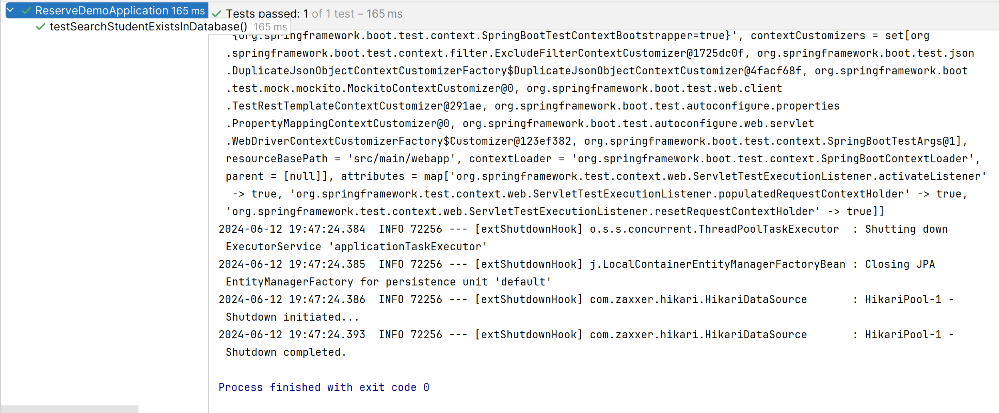 ReserveDemoApplication 165 ms
testSearchStudentExistsInDatabase() 165 ms
Tests passed: 1 of 1 test – 165 ms
{org.springframework.boot.test.context.SpringBootTestContextBootstrapper=true}', contextCustomizers = set[org
.springframework.boot.test.context.filter.ExcludeFilterContextCustomizer@1725dc0f, org.springframework.boot.test.json
.DuplicateJsonObjectContextCustomizerFactory$DuplicateJsonObjectContextCustomizer@4facf68f, org.springframework.boot
.test.mock.mockito.MockitoContextCustomizer@0, org.springframework.boot.test.web.client
.TestRestTemplateContextCustomizer@291ae, org.springframework.boot.test.autoconfigure.properties
.PropertyMappingContextCustomizer@0, org.springframework.boot.test.autoconfigure.web.servlet
.WebDriverContextCustomizerFactory$Customizer@123ef382, org.springframework.boot.test.context.SpringBootTestArgs@1],
resourceBasePath = 'src/main/webapp', contextLoader = 'org.springframework.boot.test.context.SpringBootContextLoader',
parent = [null]], attributes = map['org.springframework.test.context.web.ServletTestExecutionListener.activateListener'
-> true, 'org.springframework.test.context.web.ServletTestExecutionListener.populatedRequestContextHolder' -> true,
'org.springframework.test.context.web.ServletTestExecutionListener.resetRequestContextHolder' -> true]]
2024-06-12 19:47:24.384  INFO 72256 --- [extShutdownHook] o.s.s.concurrent.ThreadPoolTaskExecutor  : Shutting down
ExecutorService 'applicationTaskExecutor'
2024-06-12 19:47:24.385  INFO 72256 --- [extShutdownHook] j.LocalContainerEntityManagerFactoryBean : Closing JPA
EntityManagerFactory for persistence unit 'default'
2024-06-12 19:47:24.386  INFO 72256 --- [extShutdownHook] com.zaxxer.hikari.HikariDataSource       : HikariPool-1 -
Shutdown initiated...
2024-06-12 19:47:24.393  INFO 72256 --- [extShutdownHook] com.zaxxer.hikari.HikariDataSource       : HikariPool-1 -
Shutdown completed.
Process finished with exit code 0